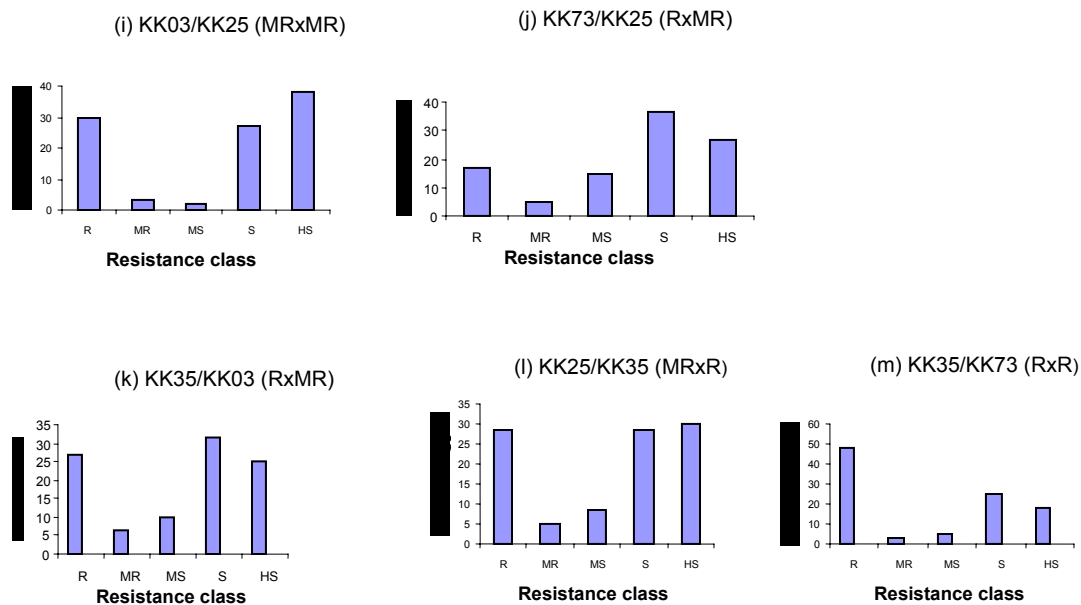 (i) KK03/KK25 (MRxMR)
40
30
20
10
0
R MR MS S HS
Resistance class
(j) KK73/KK25 (RxMR)
40
30
20
10
0
R MR MS S HS
Resistance class
(k) KK35/KK03 (RxMR)
35
30
25
20
15
10
5
0
R MR MS S HS
Resistance class
(l) KK25/KK35 (MRxR)
35
30
25
20
15
10
5
0
R MR MS S HS
Resistance class
(m) KK35/KK73 (RxR)
60
50
40
30
20
10
0
R MR MS S HS
Resistance class